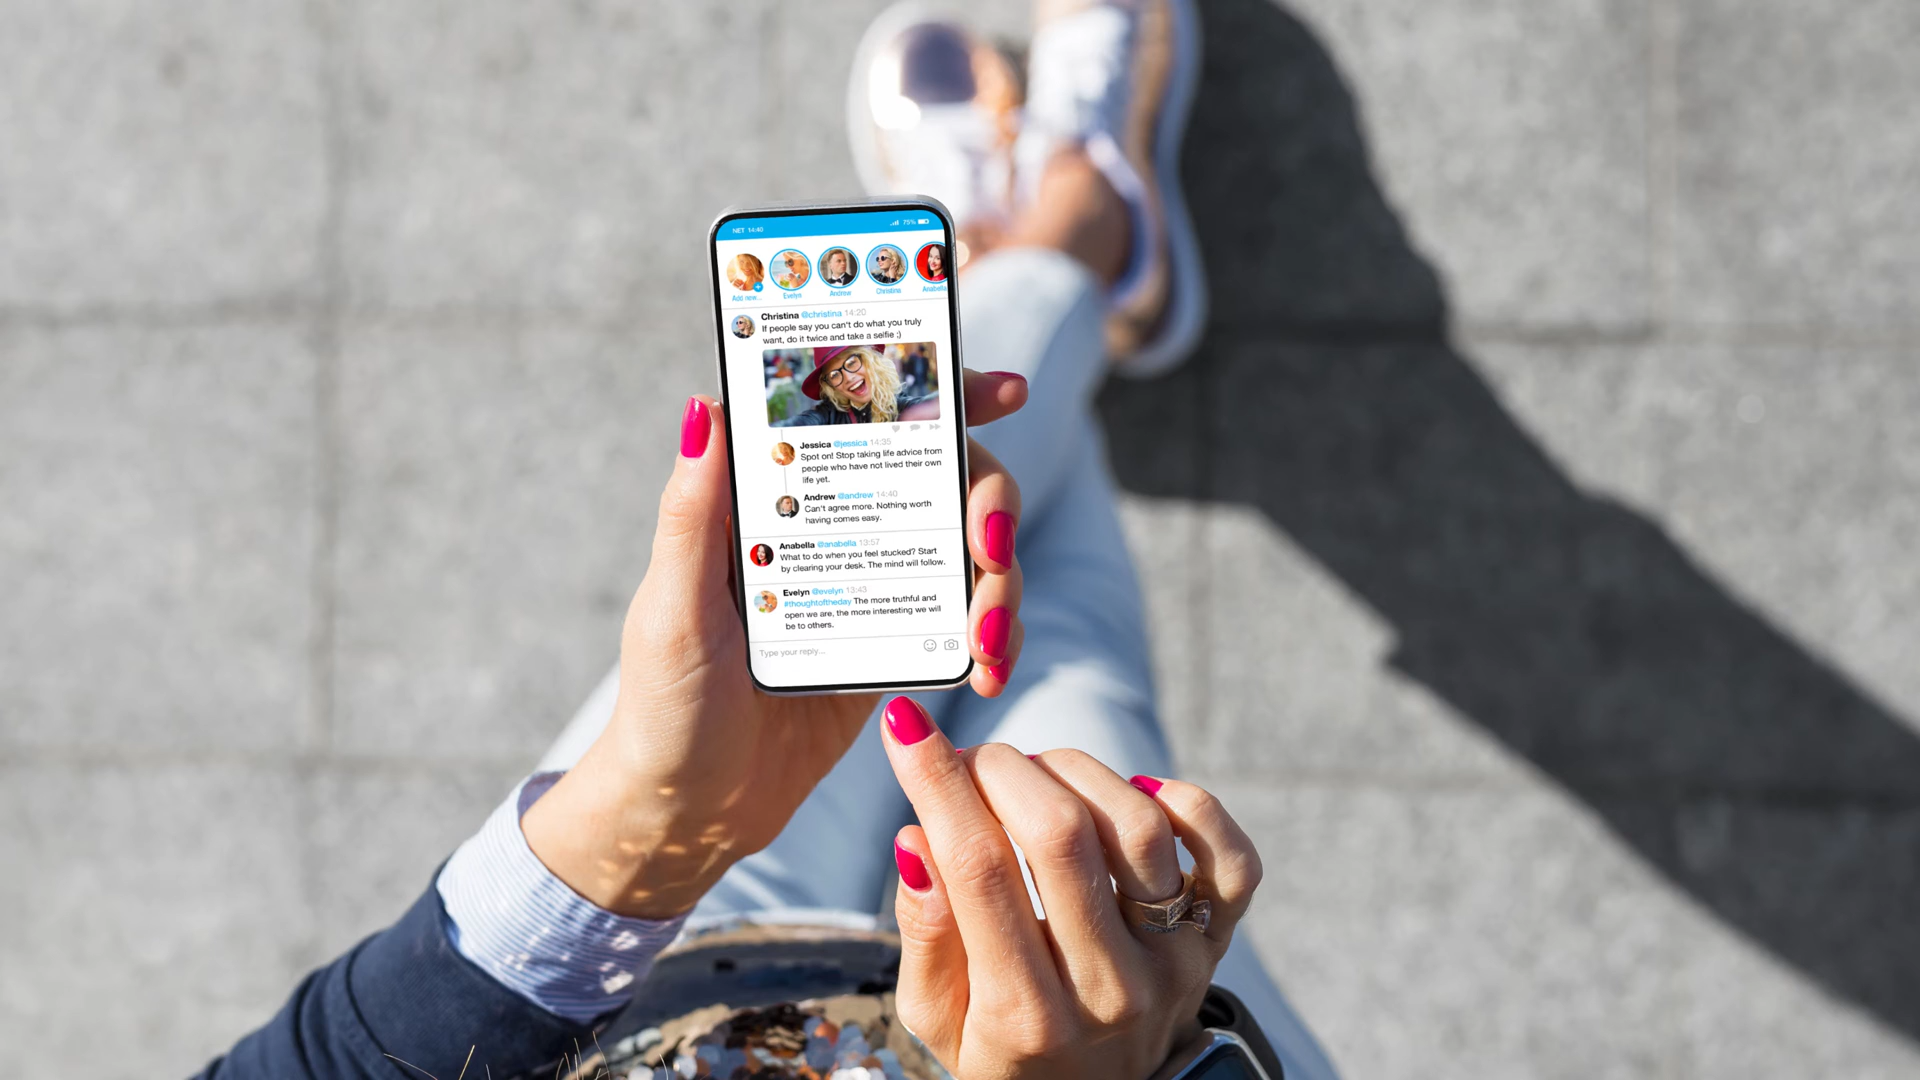 NET 14:40
75%
Add new...
Evelyn
Andrew
Christina
Anabella
Christina @christina 14:20
If people say you can't do what you truly
want, do it twice and take a selfie ;)
Jessica @jessica 14:35
Spot on! Stop taking life advice from
people who have not lived their own
life yet.
Andrew @andrew 14:40
Can't agree more. Nothing worth
having comes easy.
Anabella @anabella 13:57
What to do when you feel stucked? Start
by clearing your desk. The mind will follow.
Evelyn @evelyn 13:43
#thoughtoftheday The more truthful and
open we are, the more interesting we will
be to others.
Type your reply...